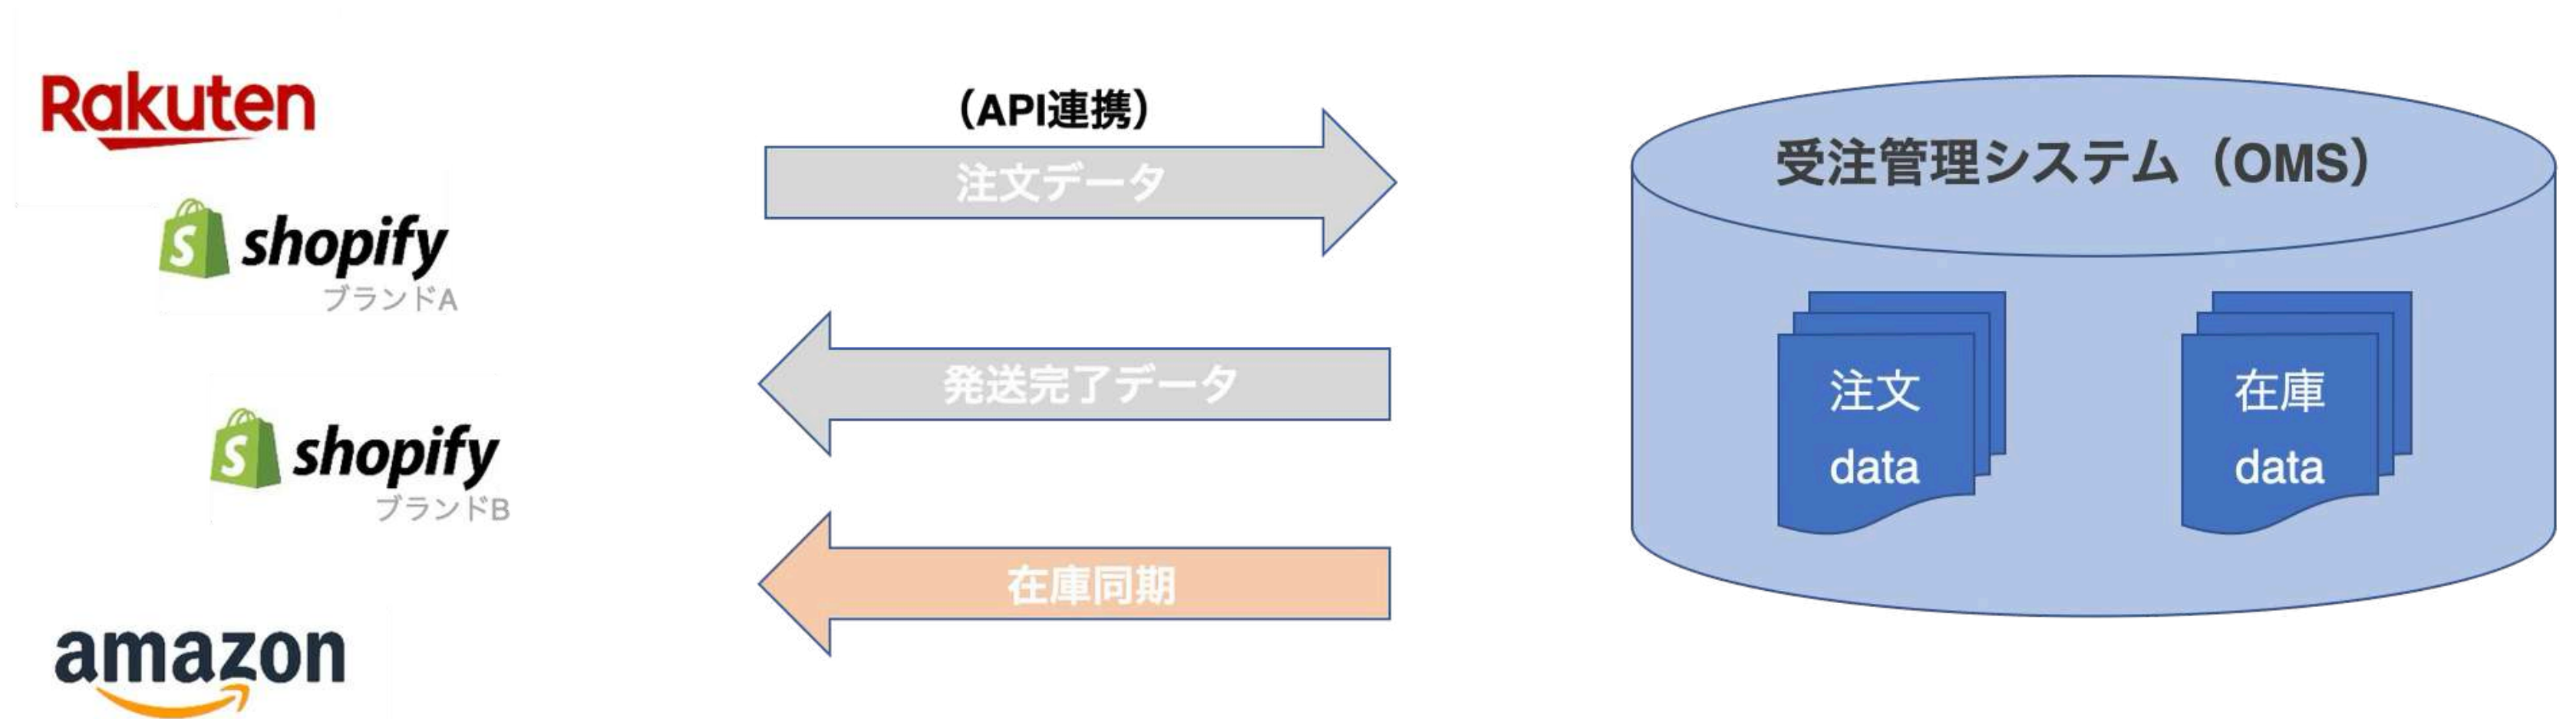 Rakuten
shopify
ブランドA
shopify
ブランドB
amazon
（API連携）
注文データ
発送完了データ
在庫同期
受注管理システム（OMS）
注文
data
在庫
data